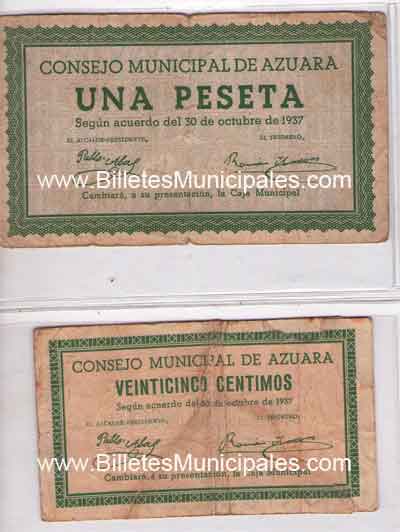 CONSEJO MUNICIPAL DE AZUARA
UNA PESETA
Según acuerdo del 30 de octubre de 1937
EL ALCALDE-PRESIDENTE, EL TESORERO,
www.BilletesMunicipales.com
Cambiará, a su presentación, la Caja Municipal
CONSEJO MUNICIPAL DE AZUARA
VEINTICINCO CENTIMOS
Según acuerdo del 30 de octubre de 1937
EL ALCALDE-PRESIDENTE, EL TESORERO,
www.BilletesMunicipales.com
Cambiará, a su presentación, la Caja Municipal